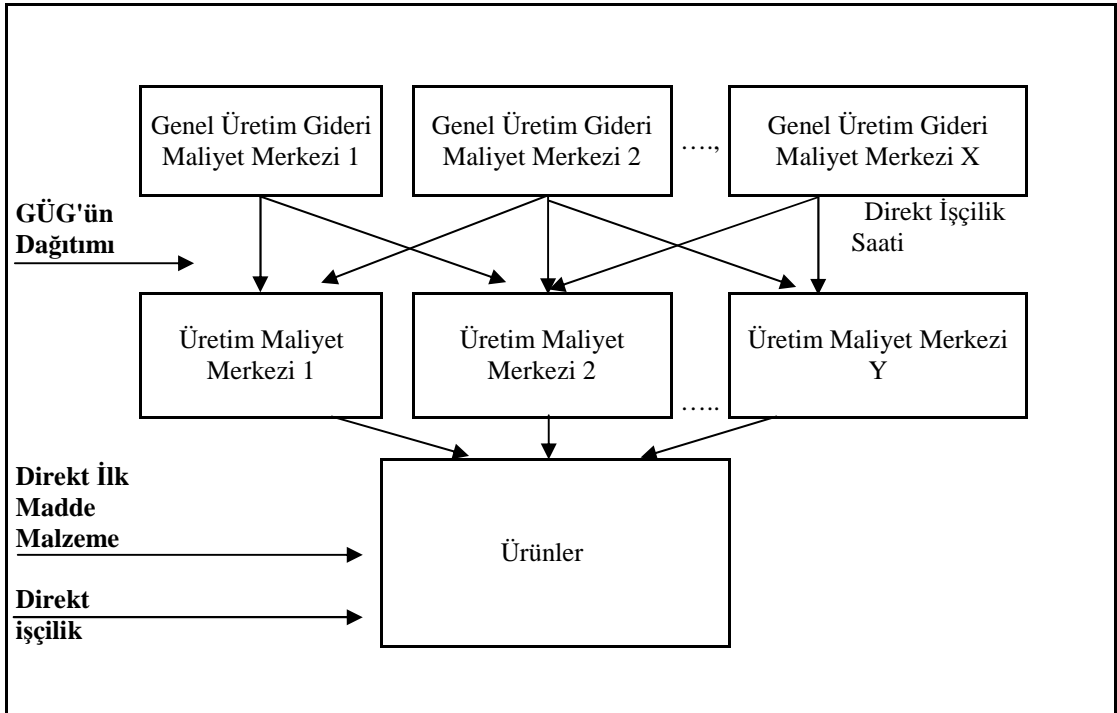 Genel Üretim Gideri
Maliyet Merkezi 1
Genel Üretim Gideri
Maliyet Merkezi 2
….,
Genel Üretim Gideri
Maliyet Merkezi X
GÜG'ün
Dağıtımı
Direkt İşçilik
Saati
Üretim Maliyet
Merkezi 1
Üretim Maliyet
Merkezi 2
…..
Üretim Maliyet Merkezi
Y
Direkt İlk
Madde
Malzeme
Ürünler
Direkt
işçilik